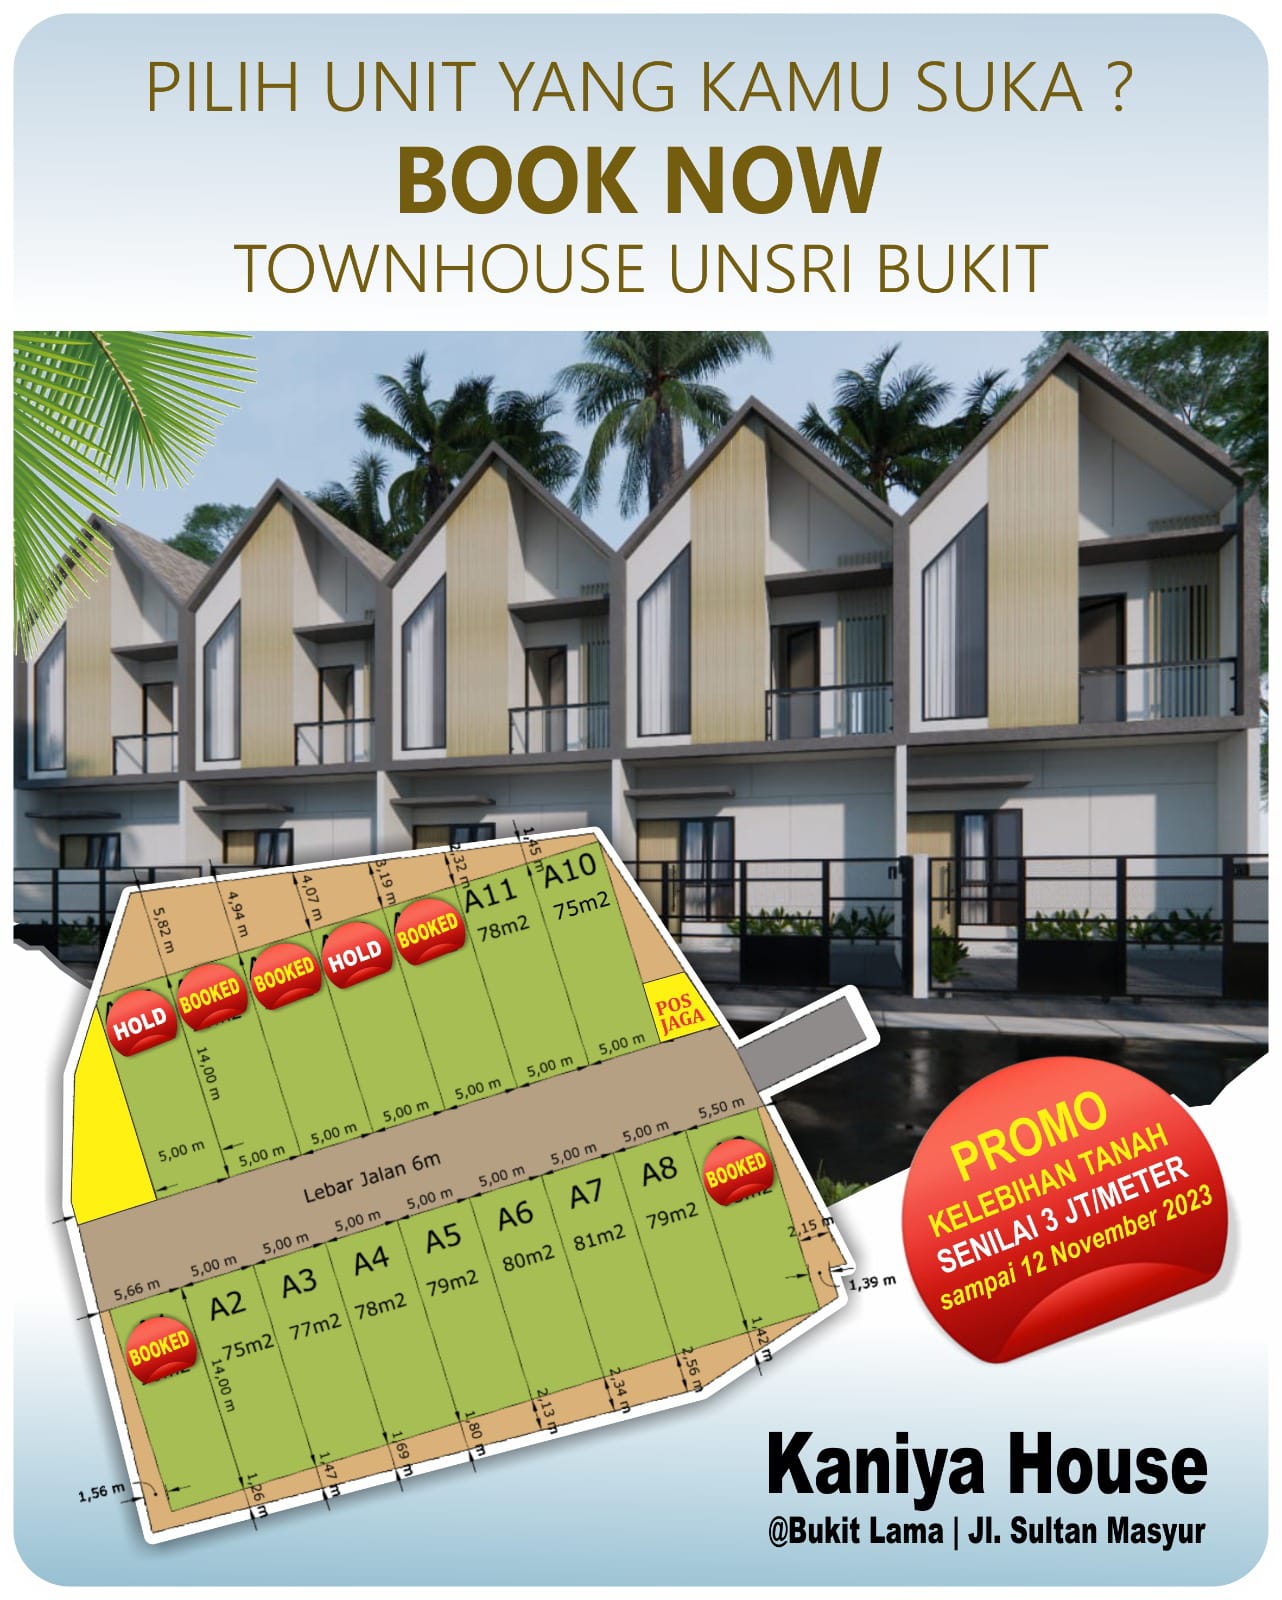 PILIH UNIT YANG KAMU SUKA ?
BOOK NOW
TOWNHOUSE UNSRI BUKIT
5,82 m
4,94 m
4,07 m
3,19 m
2,32 m
1,45 m
HOLD
BOOKED
BOOKED
HOLD
BOOKED
A11
78m2
A10
75m2
POS
JAGA
14,00 m
5,00 m
5,00 m
5,00 m
5,00 m
5,00 m
5,00 m
5,00 m
Lebar Jalan 6m
5,66 m
5,00 m
5,00 m
5,00 m
5,00 m
5,00 m
5,00 m
5,00 m
5,50 m
BOOKED
A2
75m2
A3
77m2
A4
78m2
A5
79m2
A6
80m2
A7
81m2
A8
79m2
BOOKED
14,00 m
2,15 m
1,39 m
1,56 m
1,26 m
1,47 m
1,69 m
1,80 m
2,13 m
2,34 m
2,56 m
1,42 m
PROMO
KELEBIHAN TANAH
SENILAI 3 JT/METER
sampai 12 November 2023
Kaniya House
@Bukit Lama | Jl. Sultan Masyur